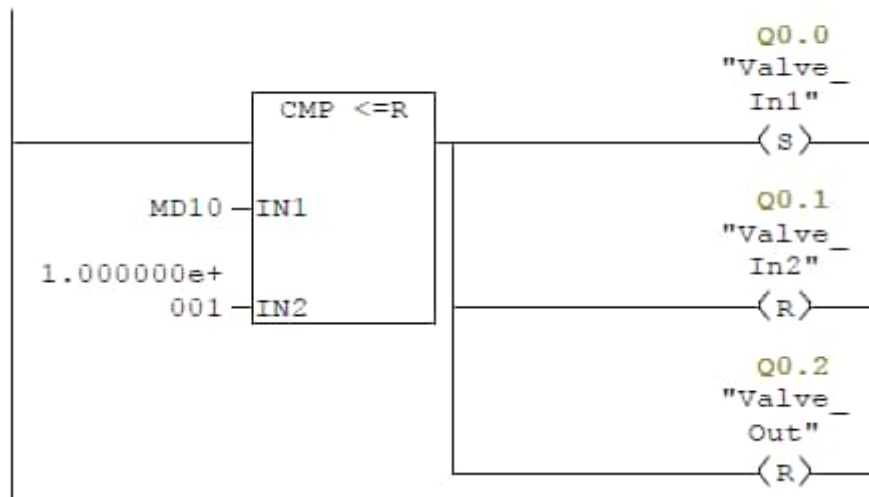 Q0.0
"Valve_
In1"
CMP <=R
(S)
MD10
IN1
Q0.1
"Valve_
In2"
1.000000e+
001
IN2
(R)
Q0.2
"Valve_
Out"
(R)